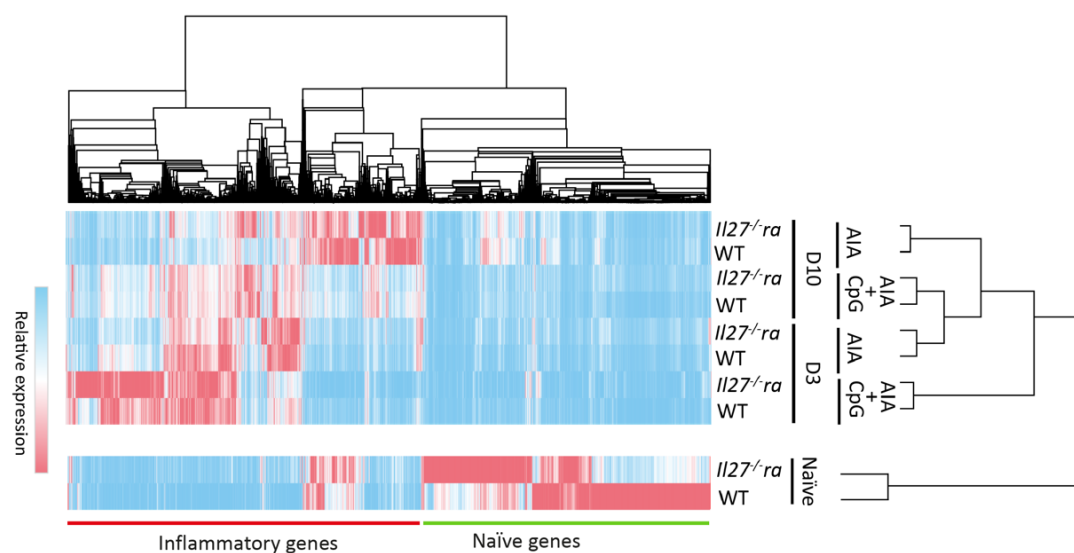 Il27⁻/⁻ra
WT
Il27⁻/⁻ra
WT
Il27⁻/⁻ra
WT
Il27⁻/⁻ra
WT
D10
D3
AIA
AIA
+
CpG
AIA
AIA
+
CpG
Relative expression
Il27⁻/⁻ra
WT
Naïve
Inflammatory genes
Naïve genes